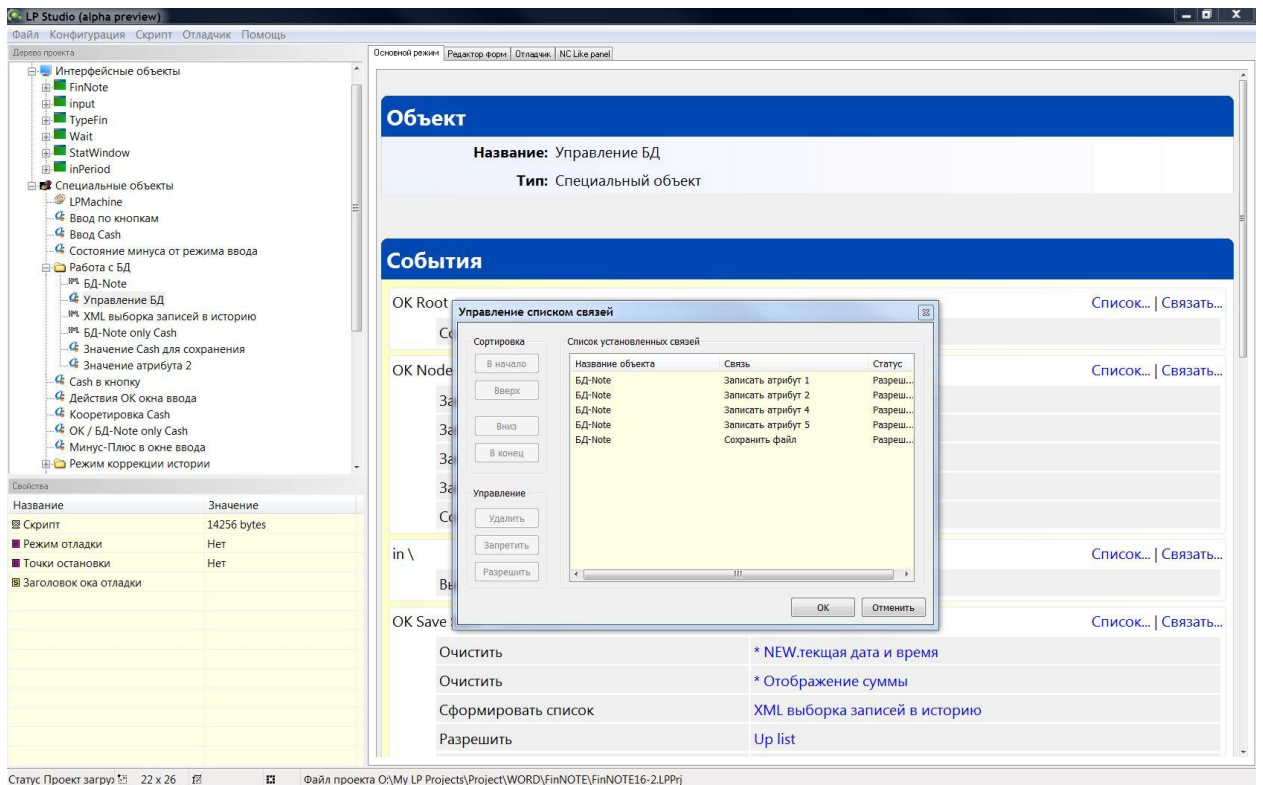 LP Studio (alpha preview)
Файл Конфигурация Скрипт Отладчик Помощь
Дерево проекта
Интерфейсные объекты
FinNote
input
TypeFin
Wait
StatWindow
inPeriod
Специальные объекты
LPMachine
Ввод по кнопкам
Ввод Cash
Состояние минуса от режима ввода
Работа с БД
БД-Note
Управление БД
XML выборка записей в историю
БД-Note only Cash
Значение Cash для сохранения
Значение атрибута 2
Cash в кнопку
Действия ОК окна ввода
Кооретировка Cash
OK / БД-Note only Cash
Минус-Плюс в окне ввода
Режим коррекции истории
Свойства
Название Значение
Скрипт 14256 bytes
Режим отладки Нет
Точки остановки Нет
Заголовок ока отладки
Основной режим Редактор форм Отладчик NC Like panel
Объект
Название: Управление БД
Тип: Специальный объект
События
OK Root Список... | Связать...
OK Node Список... | Связать...
in \ Список... | Связать...
OK Save Список... | Связать...
Очистить * NEW.текщая дата и время
Очистить * Отображение суммы
Сформировать список XML выборка записей в историю
Разрешить Up list
Управление списком связей
Сортировка
В начало
Вверх
Вниз
В конец
Управление
Удалить
Запретить
Разрешить
Список установленных связей
Название объекта Связь Статус
БД-Note Записать атрибут 1 Разреш...
БД-Note Записать атрибут 2 Разреш...
БД-Note Записать атрибут 4 Разреш...
БД-Note Записать атрибут 5 Разреш...
БД-Note Сохранить файл Разреш...
OK Отменить
Статус Проект загруз 22 x 26 Файл проекта O:\My LP Projects\Project\WORD\FinNOTE\FinNOTE16-2.LPPrj